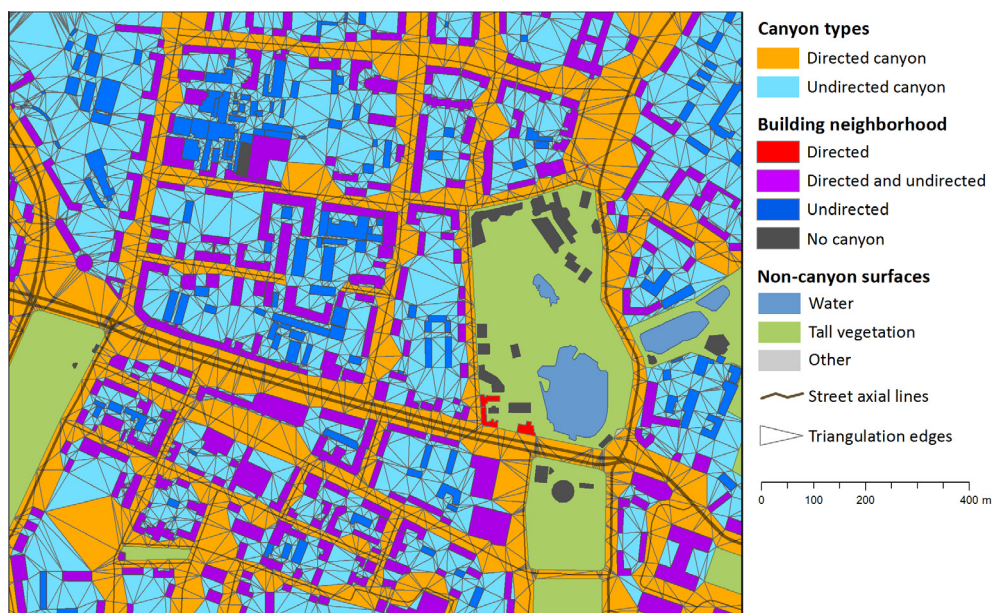 Canyon types
Directed canyon
Undirected canyon
Building neighborhood
Directed
Directed and undirected
Undirected
No canyon
Non-canyon surfaces
Water
Tall vegetation
Other
Street axial lines
Triangulation edges
0 100 200 400 m